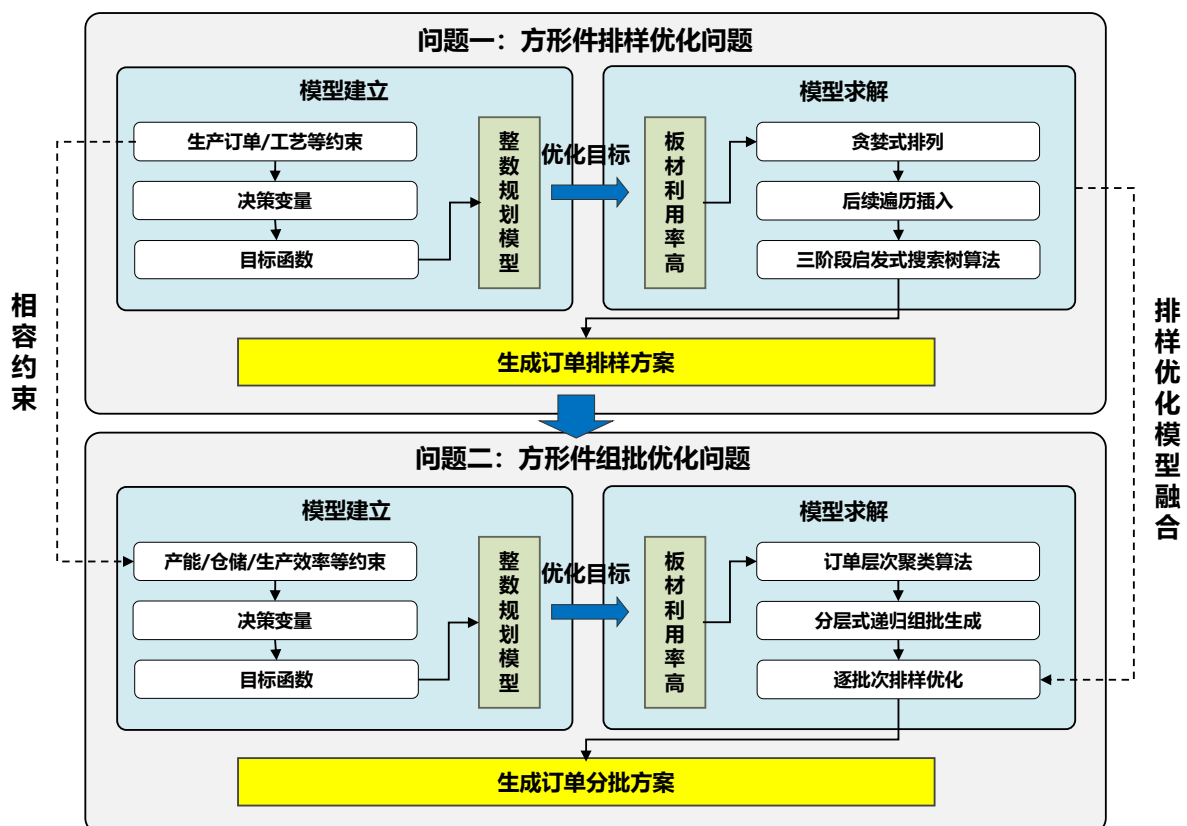 问题一：方形件排样优化问题
模型建立
生产订单/工艺等约束
决策变量
目标函数
整数规划模型
优化目标
模型求解
板材利用率高
贪婪式排列
后续遍历插入
三阶段启发式搜索树算法
生成订单排样方案
相容约束
排样优化模型融合
问题二：方形件组批优化问题
模型建立
产能/仓储/生产效率等约束
决策变量
目标函数
整数规划模型
优化目标
模型求解
板材利用率高
订单层次聚类算法
分层式递归组批生成
逐批次排样优化
生成订单分批方案